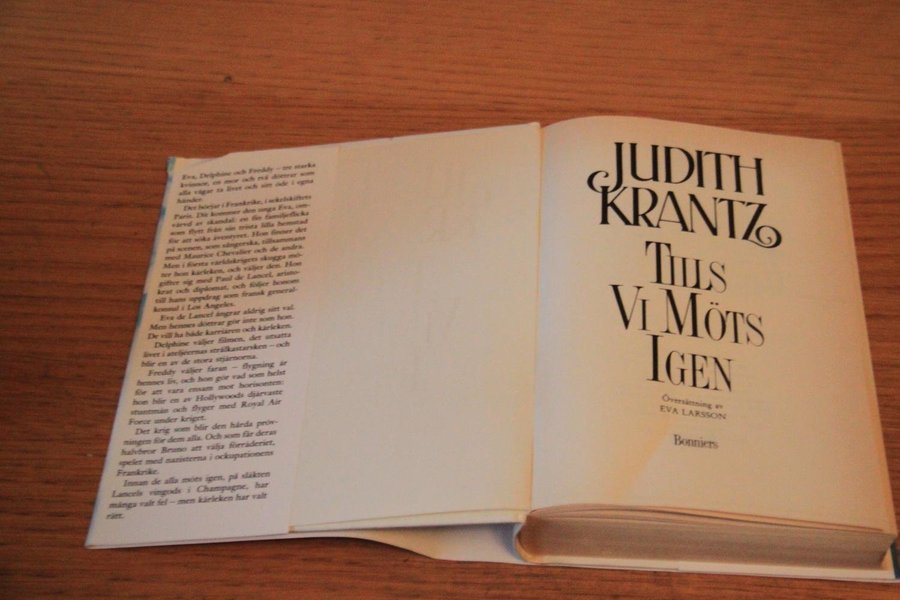 Eva, Delphine och Freddy – tre starka
kvinnor, en mor och två döttrar som
alla vågar ta livet och sitt öde i egna
händer.
Det börjar i Frankrike, i sekelskiftets
Paris. Dit kommer den unga Eva, om-
värvd av skandal: en fin familjeflicka
som flytt från sin trista lilla hemstad
för att söka äventyret. Hon finner det
på scenen, som sångerska, tillsammans
med Maurice Chevalier och de andra.
Men i första världskrigets skugga mö-
ter hon kärleken, och väljer den. Hon
gifter sig med Paul de Lancel, aristo-
krat och diplomat, och följer honom
till hans uppdrag som fransk general-
konsul i Los Angeles.
Eva de Lancel ångrar aldrig sitt val.
Men hennes döttrar gör inte som hon.
De vill ha både karriären och kärleken.
Delphine väljer filmen, det utsatta
livet i ateljéernas strålkastarsken – och
blir en av de stora stjärnorna.
Freddy väljer faran – flygning är
hennes liv, och hon gör vad som helst
för att vara ensam mot horisonten:
hon blir en av Hollywoods djärvaste
stuntmän och flyger med Royal Air
Force under kriget.
Det krig som blir den hårda pröv-
ningen för dem alla. Och som får deras
halvbror Bruno att välja förräderiet,
spelet med nazisterna i ockupationens
Frankrike.
Innan de alla möts igen, på släkten
Lancels vingods i Champagne, har
många valt fel – men kärleken har valt
rätt.
JUDITH
KRANTZ
TILLS
VI MÖTS
IGEN
Översättning av
EVA LARSSON
Bonniers